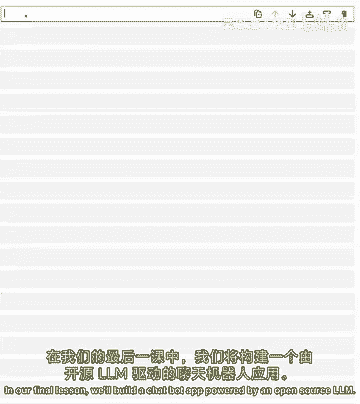 在我们的最后一课中，我们将构建一个由
开源 LLM 驱动的聊天机器人应用。
In our final lesson, we'll build a chat bot app powered by an open source LLM.